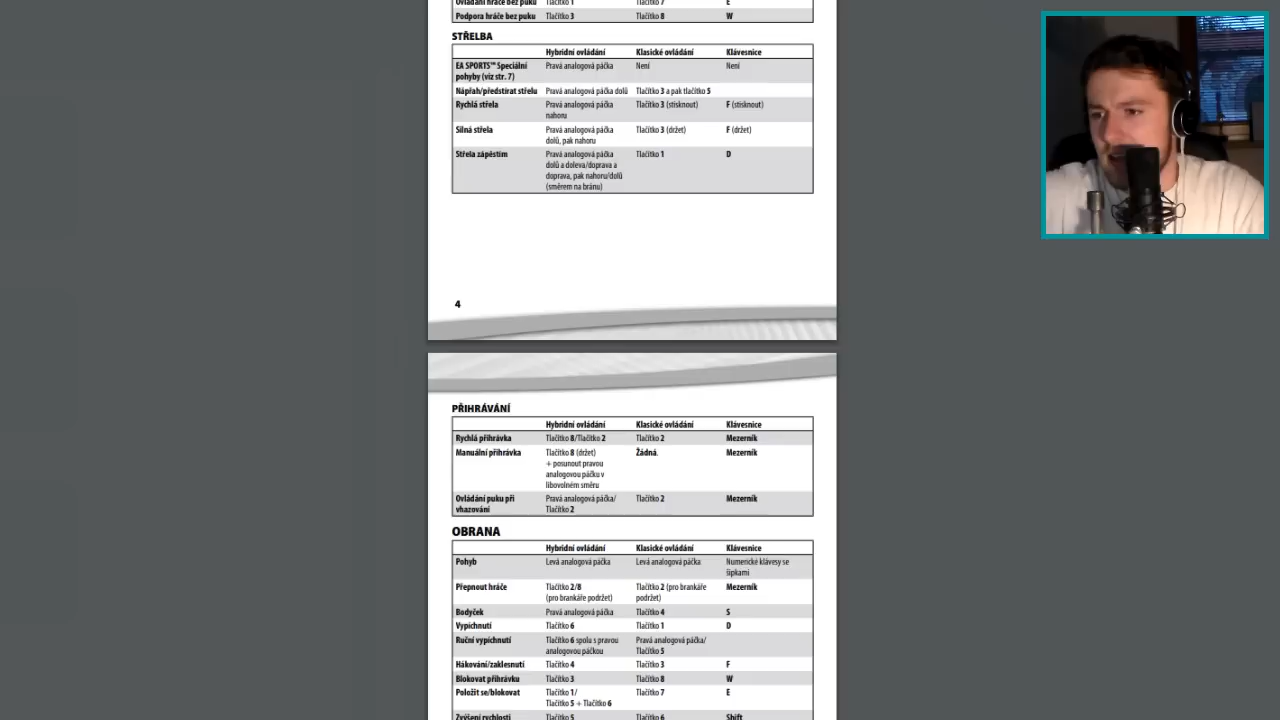 Ovládání hráče bez puku Tlačítko 1 Tlačítko 7 E
Podpora hráče bez puku Tlačítko 3 Tlačítko 8 W
STŘELBA
Hybridní ovládání Klasické ovládání Klávesnice
EA SPORTS™ Speciální Pravá analogová páčka Není Není
pohyby (viz str. 7)
Nápřah/předstírat střelu Pravá analogová páčka dolů Tlačítko 3 a pak tlačítko 5
Rychlá střela Pravá analogová páčka Tlačítko 3 (stisknout) F (stisknout)
nahoru
Silná střela Pravá analogová páčka Tlačítko 3 (držet) F (držet)
dolů, pak nahoru
Střela zápěstím Pravá analogová páčka Tlačítko 1 D
dolů a doleva/doprava a
doprava, pak nahoru/dolů
(směrem na bránu)
4
PŘIHRÁVÁNÍ
Hybridní ovládání Klasické ovládání Klávesnice
Rychlá přihrávka Tlačítko 8/Tlačítko 2 Tlačítko 2 Mezerník
Manuální přihrávka Tlačítko 8 (držet) Žádná. Mezerník
+ posunout pravou
analogovou páčku v
libovolném směru
Ovládání puku při Pravá analogová páčka/ Tlačítko 2 Mezerník
vhazování Tlačítko 2
OBRANA
Hybridní ovládání Klasické ovládání Klávesnice
Pohyb Levá analogová páčka Levá analogová páčka Numerické klávesy se
šipkami
Přepnout hráče Tlačítko 2/8 Tlačítko 2 (pro brankáře Mezerník
(pro brankáře podržet) podržet)
Bodyček Pravá analogová páčka Tlačítko 4 S
Vypíchnutí Tlačítko 6 Tlačítko 1 D
Ruční vypíchnutí Tlačítko 6 spolu s pravou Pravá analogová páčka/
analogovou páčkou Tlačítko 5
Hákování/zaklesnutí Tlačítko 4 Tlačítko 3 F
Blokovat přihrávku Tlačítko 3 Tlačítko 8 W
Položit se/blokovat Tlačítko 1/ Tlačítko 7 E
Tlačítko 5 + Tlačítko 6
Zvýšení rychlosti Tlačítko 5 Tlačítko 6 Shift